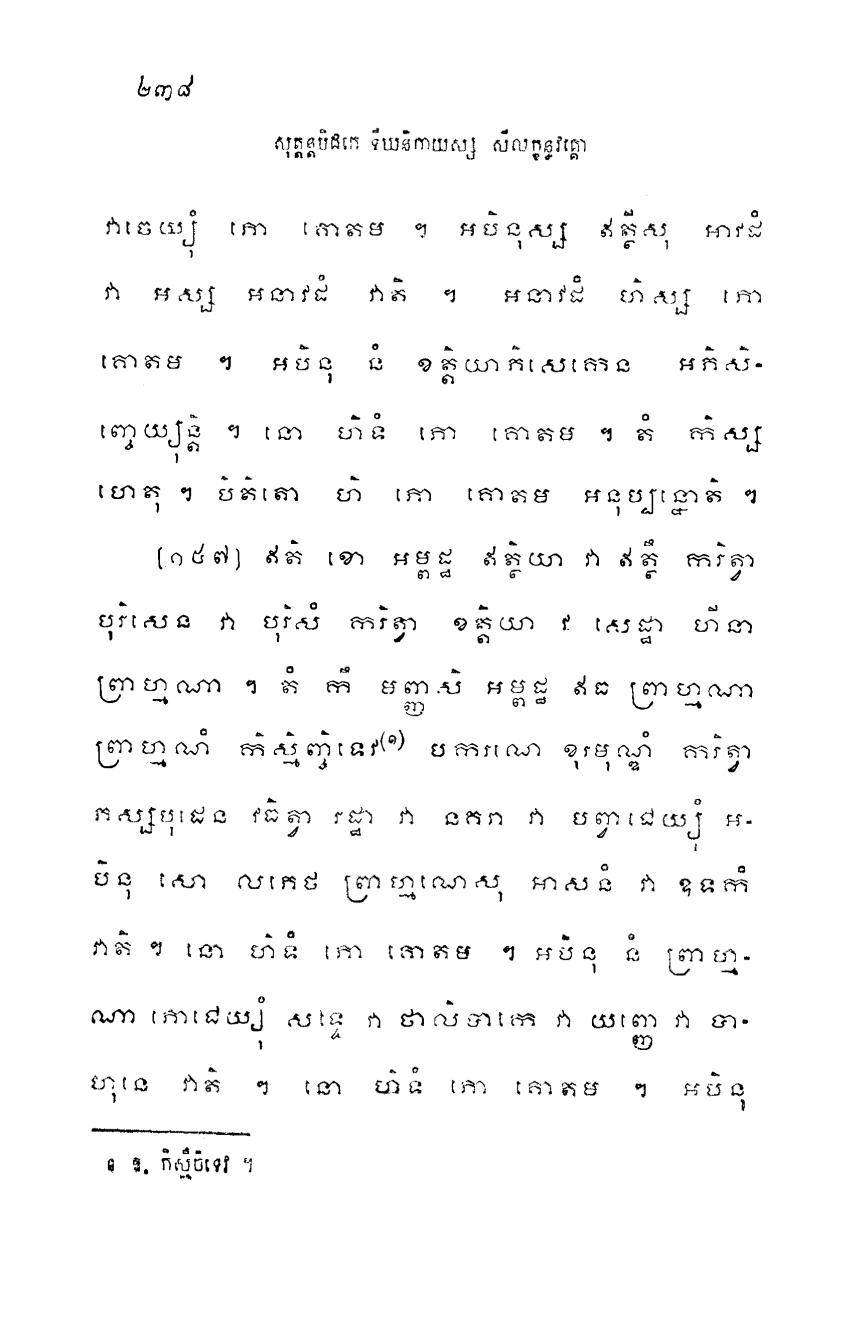 ២៣៨
សុត្តន្តបិដកេ ទីឃនិកាយស្ស សីលក្ខន្ធវគ្គោ
វាចេយ្យុំ ភោ គោតម ។ អបិនុស្ស ឥត្ថីសុ អាវដំ
វា អស្ស អនាវដំ វាតិ ។ អនាវដំ ហិស្ស ភោ
គោតម ។ អបិនុ នំ ខត្តិយាភិសេកេន អភិសិ-
ញ្ចេយ្យុន្តិ ។ នោ ហិទំ ភោ គោតម ។ តំ កិស្ស
ហេតុ ។ បិតិតោ ហិ ភោ គោតម អនុប្បន្នោតិ ។
(១៥៧) ឥតិ ខោ អម្ពដ្ឋ ឥត្ថិយា វា ឥត្ថឹ ករិត្វា
បុរិសេន វា បុរិសំ ករិត្វា ខត្តិយា វ សេដ្ឋា ហីនា
ព្រាហ្មណា ។ តំ កឹ មញ្ញសិ អម្ពដ្ឋ ឥធ ព្រាហ្មណា
ព្រាហ្មណំ កិស្មិញ្ចិទេវ(១) បករណេ ខុរមុណ្ឌំ ការិត្វា
ភស្សបុដេន វធិត្វា រដ្ឋា វា នគរា វា បព្វាជេយ្យុំ អ-
បិនុ សោ លភេថ ព្រាហ្មណេសុ អាសនំ វា ឧទកំ
វាតិ ។ នោ ហិទំ ភោ គោតម ។ អបិនុ នំ ព្រាហ្ម-
ណា ភោជេយ្យុំ សទ្ធេ វា ថាលិបាកេ វា យញ្ញេ វា បា-
ហុនេ វាតិ ។ នោ ហិទំ ភោ គោតម ។ អបិនុ
១ ឱ. កិស្មីចិទេវ ។